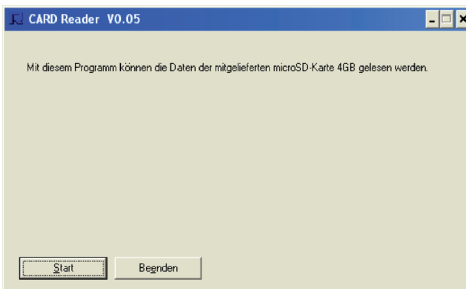 CARD Reader V0.05
Mit diesem Programm können die Daten der mitgelieferten microSD-Karte 4GB gelesen werden.
Start
Beenden